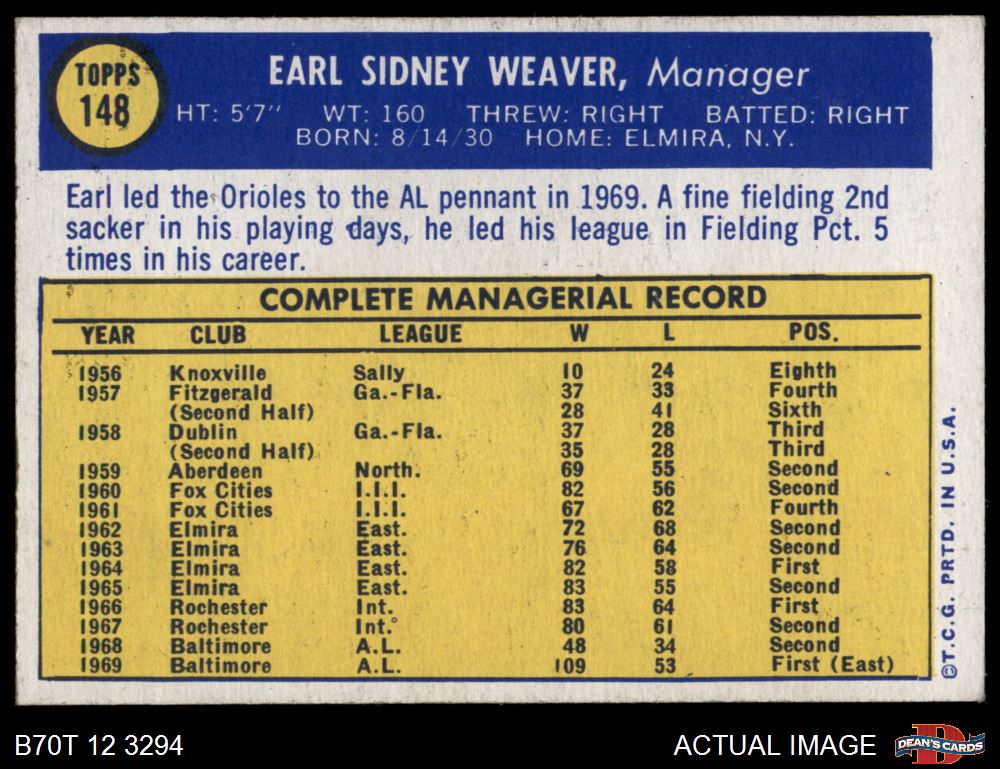 TOPPS
148
EARL SIDNEY WEAVER, Manager
HT: 5'7" WT: 160 THREW: RIGHT BATTED: RIGHT
BORN: 8/14/30 HOME: ELMIRA, N.Y.
Earl led the Orioles to the AL pennant in 1969. A fine fielding 2nd
sacker in his playing days, he led his league in Fielding Pct. 5
times in his career.
COMPLETE MANAGERIAL RECORD
YEAR CLUB LEAGUE W L POS.
1956 Knoxville Sally 10 24 Eighth
1957 Fitzgerald Ga.-Fla. 37 33 Fourth
(Second Half) 28 41 Sixth
1958 Dublin Ga.-Fla. 37 28 Third
(Second Half) 35 28 Third
1959 Aberdeen North. 69 55 Second
1960 Fox Cities I.I.I. 82 56 Second
1961 Fox Cities I.I.I. 67 62 Fourth
1962 Elmira East. 72 68 Second
1963 Elmira East. 76 64 Second
1964 Elmira East. 82 58 First
1965 Elmira East. 83 55 Second
1966 Rochester Int. 83 64 First
1967 Rochester Int. 80 61 Second
1968 Baltimore A.L. 48 34 Second
1969 Baltimore A.L. 109 53 First (East)
©T.C.G. PRTD. IN U.S.A.
B70T 12 3294
ACTUAL IMAGE
DEAN'S CARDS